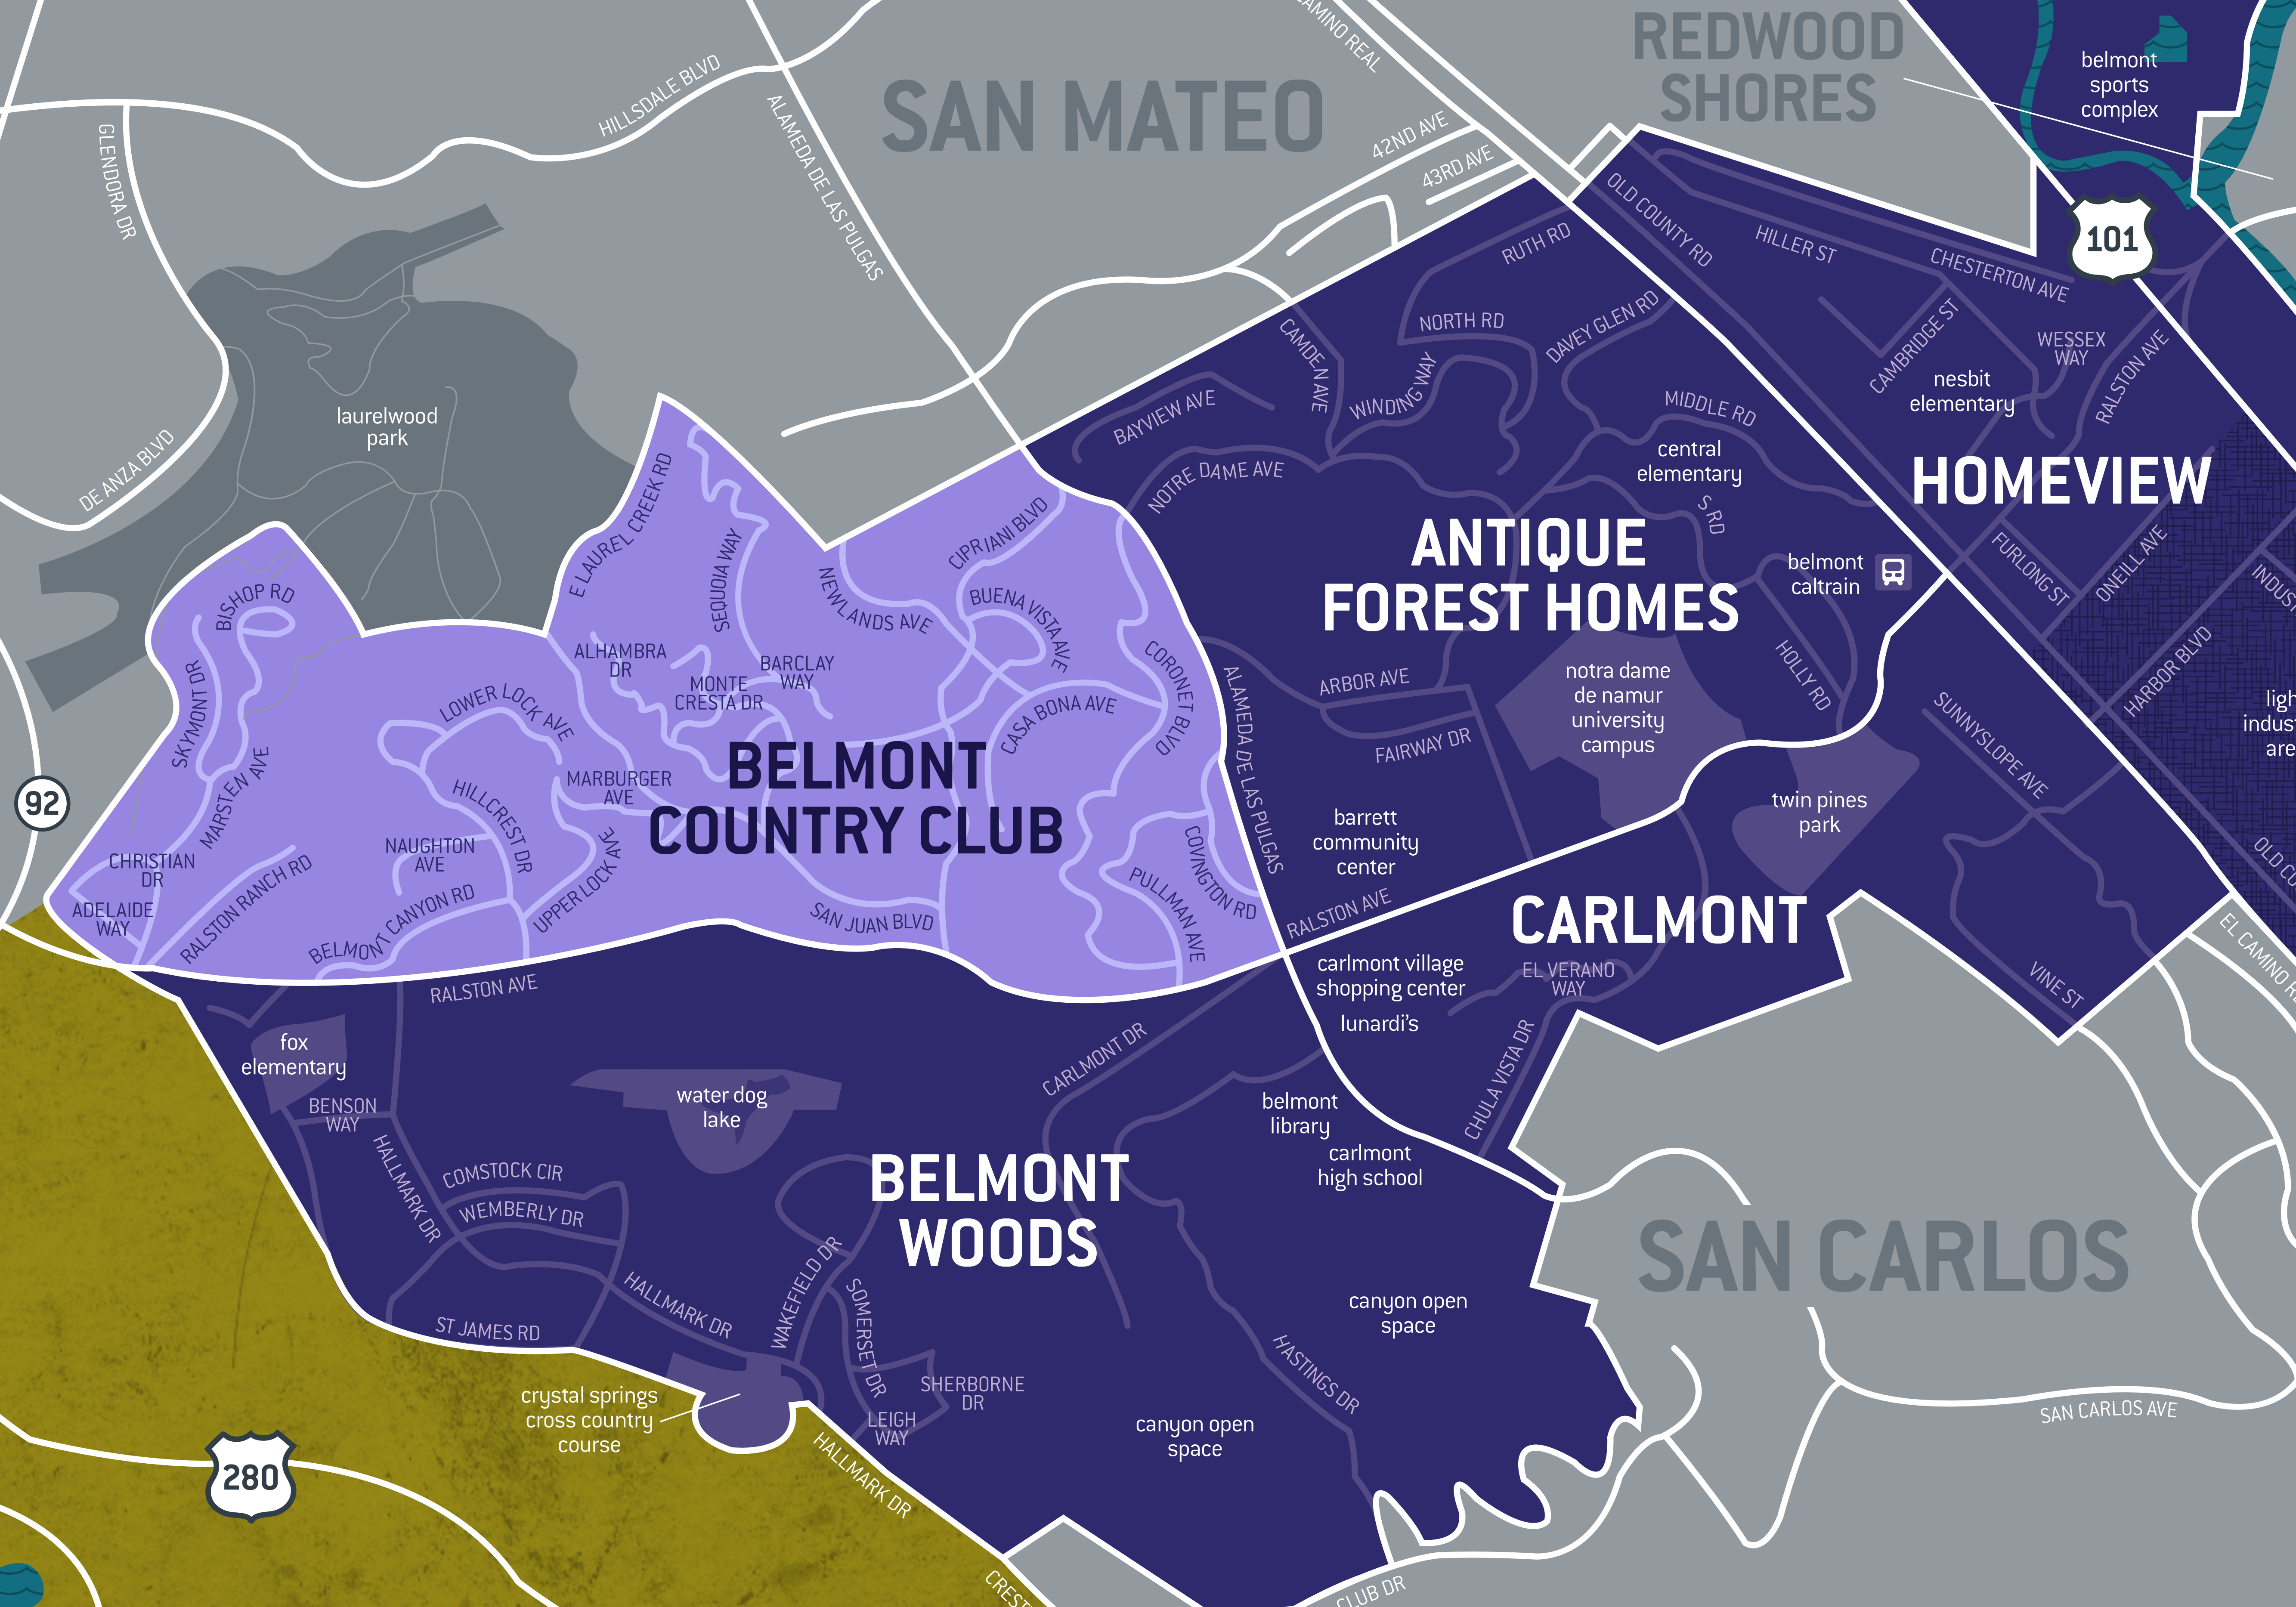 CAMINO REAL
REDWOOD
SHORES
belmont
sports
complex
HILLSDALE BLVD
SAN MATEO
ALAMEDA DE LAS PULGAS
GLENDORA DR
42ND AVE
43RD AVE
OLD COUNTY RD
HILLER ST
CHESTERTON AVE
101
RUTH RD
NORTH RD
DAVEY GLEN RD
CAMDEN AVE
WINDING WAY
BAYVIEW AVE
NOTRE DAME AVE
MIDDLE RD
CAMBRIDGE ST
WESSEX
WAY
RALSTON AVE
nesbit
elementary
laurelwood
park
DE ANZA BLVD
central
elementary
S RD
HOMEVIEW
ANTIQUE
FOREST HOMES
belmont
caltrain
FURLONG ST
ONEILL AVE
HARBOR BLVD
E LAUREL CREEK RD
SEQUOIA WAY
NEWLANDS AVE
CIPRIANI BLVD
BUENA VISTA AVE
CORONET BLVD
BISHOP RD
SKYMONT DR
MARSTEN AVE
ALHAMBRA
DR
MONTE
CRESTA DR
BARCLAY
WAY
LOWER LOCK AVE
CASA BONA AVE
ALAMEDA DE LAS PULGAS
ARBOR AVE
FAIRWAY DR
notra dame
de namur
university
campus
HOLLY RD
SUNNYSLOPE AVE
BELMONT
COUNTRY CLUB
MARBURGER
AVE
HILLCREST DR
NAUGHTON
AVE
UPPER LOCK AVE
92
CHRISTIAN
DR
ADELAIDE
WAY
RALSTON RANCH RD
BELMONT CANYON RD
SAN JUAN BLVD
PULLMAN AVE
COVINGTON RD
barrett
community
center
twin pines
park
RALSTON AVE
CARLMONT
carlmont village
shopping center
lunardi's
EL VERANO
WAY
CHULA VISTA DR
VINE ST
RALSTON AVE
fox
elementary
BENSON
WAY
HALLMARK DR
water dog
lake
CARLMONT DR
belmont
library
carlmont
high school
COMSTOCK CIR
WEMBERLY DR
BELMONT
WOODS
SAN CARLOS
HALLMARK DR
WAKEFIELD DR
SOMERSET DR
ST JAMES RD
canyon open
space
HASTINGS DR
crystal springs
cross country
course
SHERBORNE
DR
LEIGH
WAY
canyon open
space
SAN CARLOS AVE
HALLMARK DR
280
CLUB DR